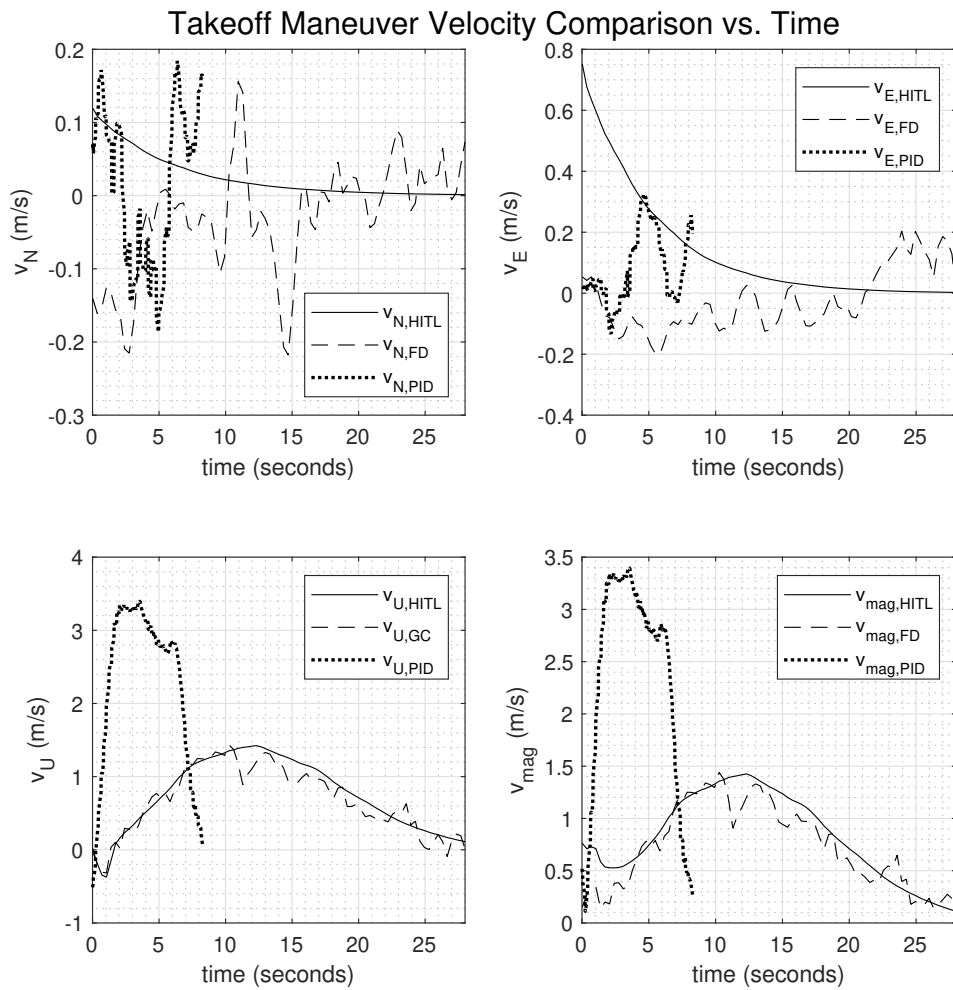 Takeoff Maneuver Velocity Comparison vs. Time
0.2
0.1
0
-0.1
-0.2
-0.3
v_N (m/s)
v_N,HITL
v_N,FD
v_N,PID
0 5 10 15 20 25
time (seconds)
0.8
0.6
0.4
0.2
0
-0.2
-0.4
v_E (m/s)
v_E,HITL
v_E,FD
v_E,PID
0 5 10 15 20 25
time (seconds)
4
3
2
1
0
-1
v_U (m/s)
v_U,HITL
v_U,GC
v_U,PID
0 5 10 15 20 25
time (seconds)
3.5
3
2.5
2
1.5
1
0.5
0
v_mag (m/s)
v_mag,HITL
v_mag,FD
v_mag,PID
0 5 10 15 20 25
time (seconds)